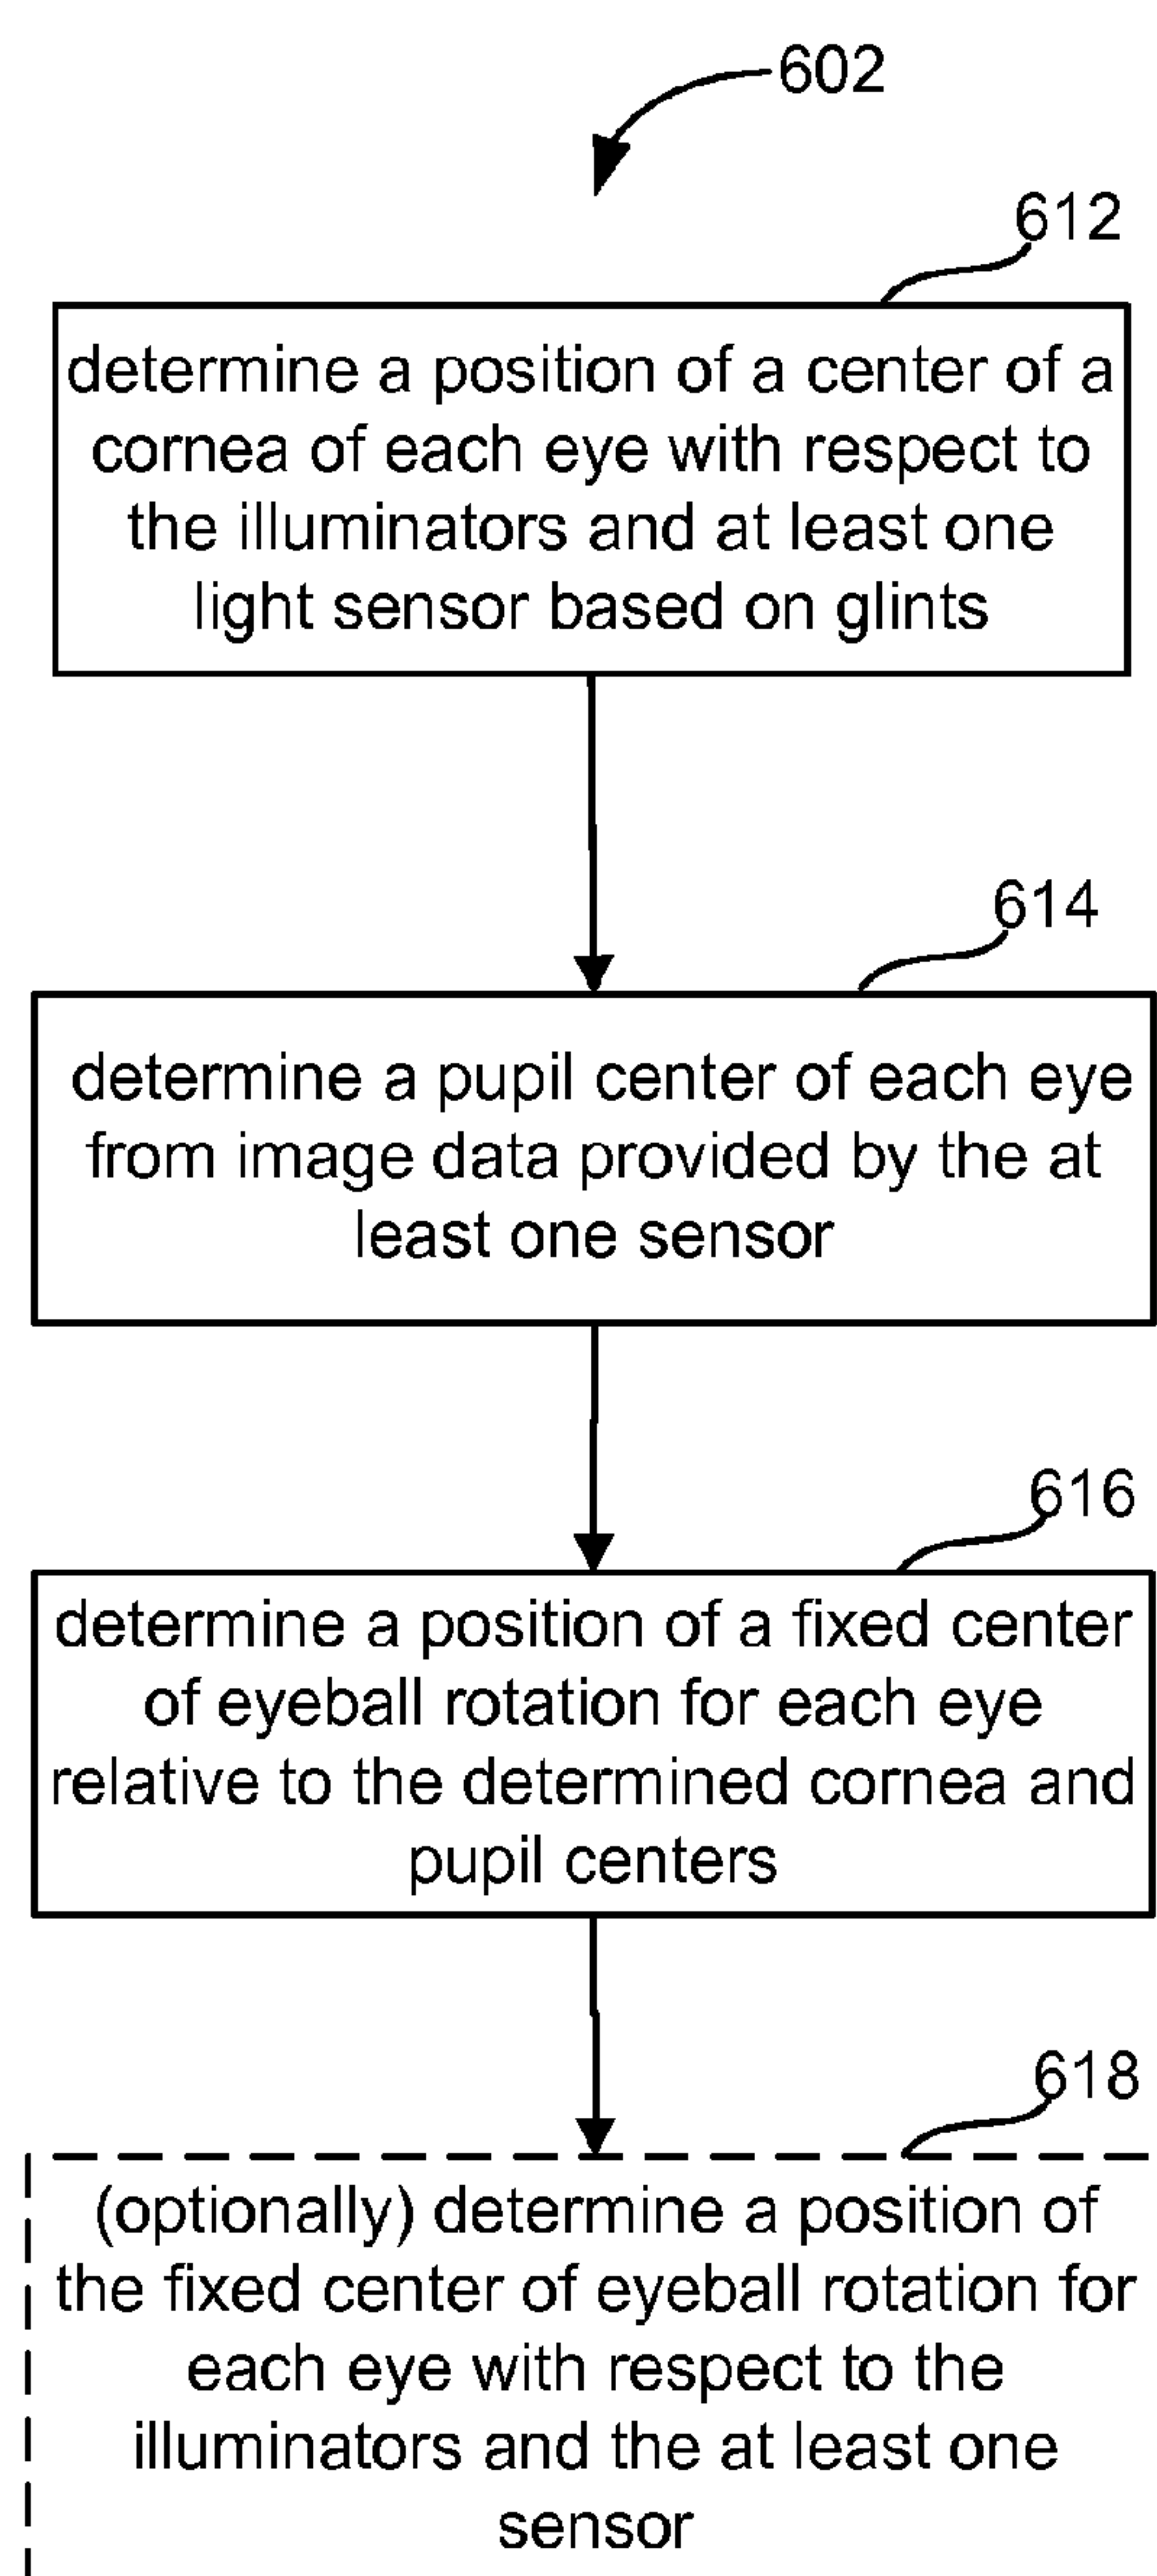 602
612
determine a position of a center of a
cornea of each eye with respect to
the illuminators and at least one
light sensor based on glints
614
determine a pupil center of each eye
from image data provided by the at
least one sensor
616
determine a position of a fixed center
of eyeball rotation for each eye
relative to the determined cornea and
pupil centers
618
(optionally) determine a position of
the fixed center of eyeball rotation for
each eye with respect to the
illuminators and the at least one
sensor